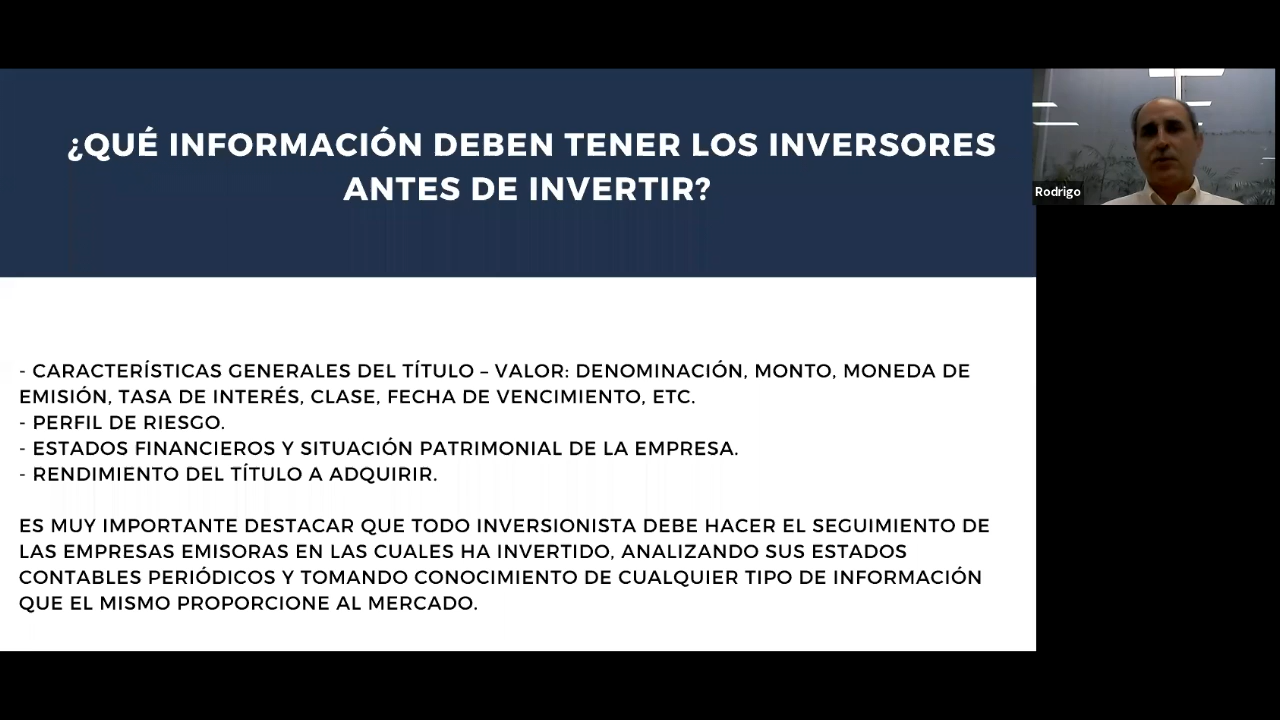 ¿QUÉ INFORMACIÓN DEBEN TENER LOS INVERSORES
ANTES DE INVERTIR?
Rodrigo
- CARACTERÍSTICAS GENERALES DEL TÍTULO – VALOR: DENOMINACIÓN, MONTO, MONEDA DE
EMISIÓN, TASA DE INTERÉS, CLASE, FECHA DE VENCIMIENTO, ETC.
- PERFIL DE RIESGO.
- ESTADOS FINANCIEROS Y SITUACIÓN PATRIMONIAL DE LA EMPRESA.
- RENDIMIENTO DEL TÍTULO A ADQUIRIR.
ES MUY IMPORTANTE DESTACAR QUE TODO INVERSIONISTA DEBE HACER EL SEGUIMIENTO DE
LAS EMPRESAS EMISORAS EN LAS CUALES HA INVERTIDO, ANALIZANDO SUS ESTADOS
CONTABLES PERIÓDICOS Y TOMANDO CONOCIMIENTO DE CUALQUIER TIPO DE INFORMACIÓN
QUE EL MISMO PROPORCIONE AL MERCADO.